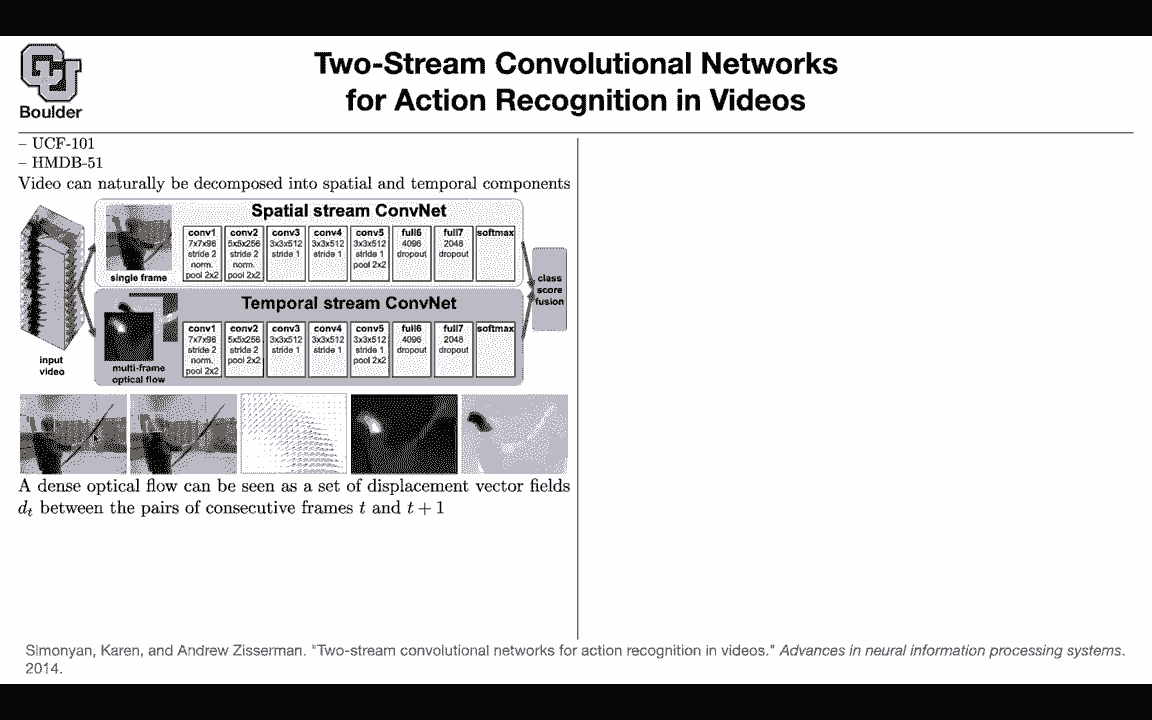 CU
Boulder
Two-Stream Convolutional Networks
for Action Recognition in Videos
– UCF-101
– HMDB-51
Video can naturally be decomposed into spatial and temporal components
input
video
single frame
Spatial stream ConvNet
conv1
7x7x96
stride 2
norm.
pool 2x2
conv2
5x5x256
stride 2
norm.
pool 2x2
conv3
3x3x512
stride 1
conv4
3x3x512
stride 1
conv5
3x3x512
stride 1
pool 2x2
full6
4096
dropout
full7
2048
dropout
softmax
multi-frame
optical flow
Temporal stream ConvNet
conv1
7x7x96
stride 2
norm.
pool 2x2
conv2
5x5x256
stride 2
pool 2x2
conv3
3x3x512
stride 1
conv4
3x3x512
stride 1
conv5
3x3x512
stride 1
pool 2x2
full6
4096
dropout
full7
2048
dropout
softmax
class
score
fusion
A dense optical flow can be seen as a set of displacement vector fields
dₜ between the pairs of consecutive frames t and t + 1
Simonyan, Karen, and Andrew Zisserman. "Two-stream convolutional networks for action recognition in videos." Advances in neural information processing systems.
2014.